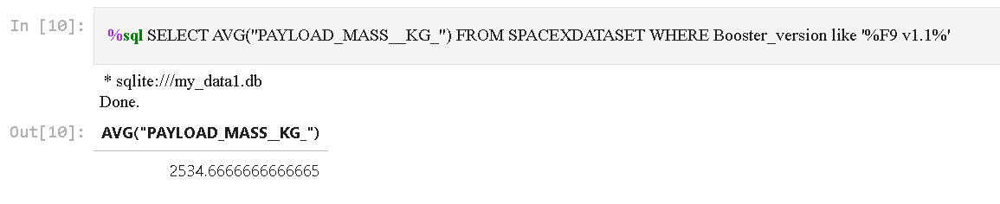 In [10]: %sql SELECT AVG("PAYLOAD_MASS__KG_") FROM SPACEXDATASET WHERE Booster_version like '%F9 v1.1%'
* sqlite:///my_data1.db
Done.
Out[10]: AVG("PAYLOAD_MASS__KG_")
2534.6666666666665